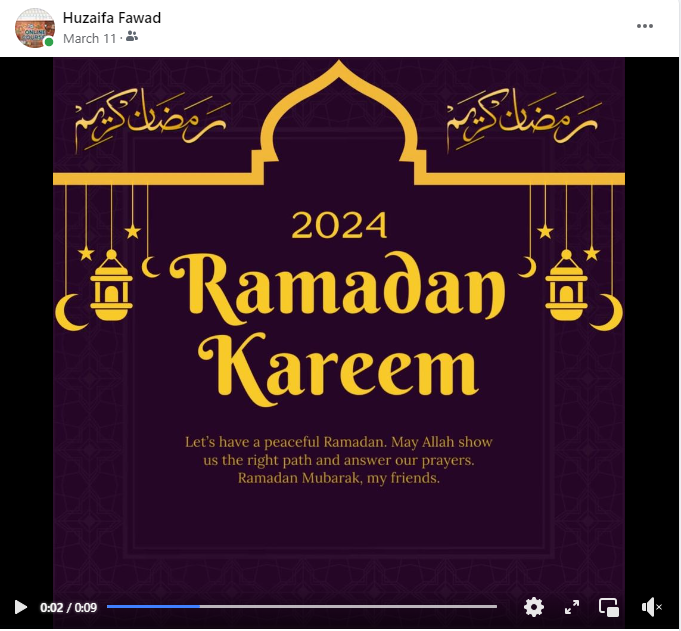 Huzaifa Fawad
March 11
رمضان كريم
رمضان كريم
2024
Ramadan
Kareem
Let's have a peaceful Ramadan. May Allah show
us the right path and answer our prayers.
Ramadan Mubarak, my friends.
0:02 / 0:09